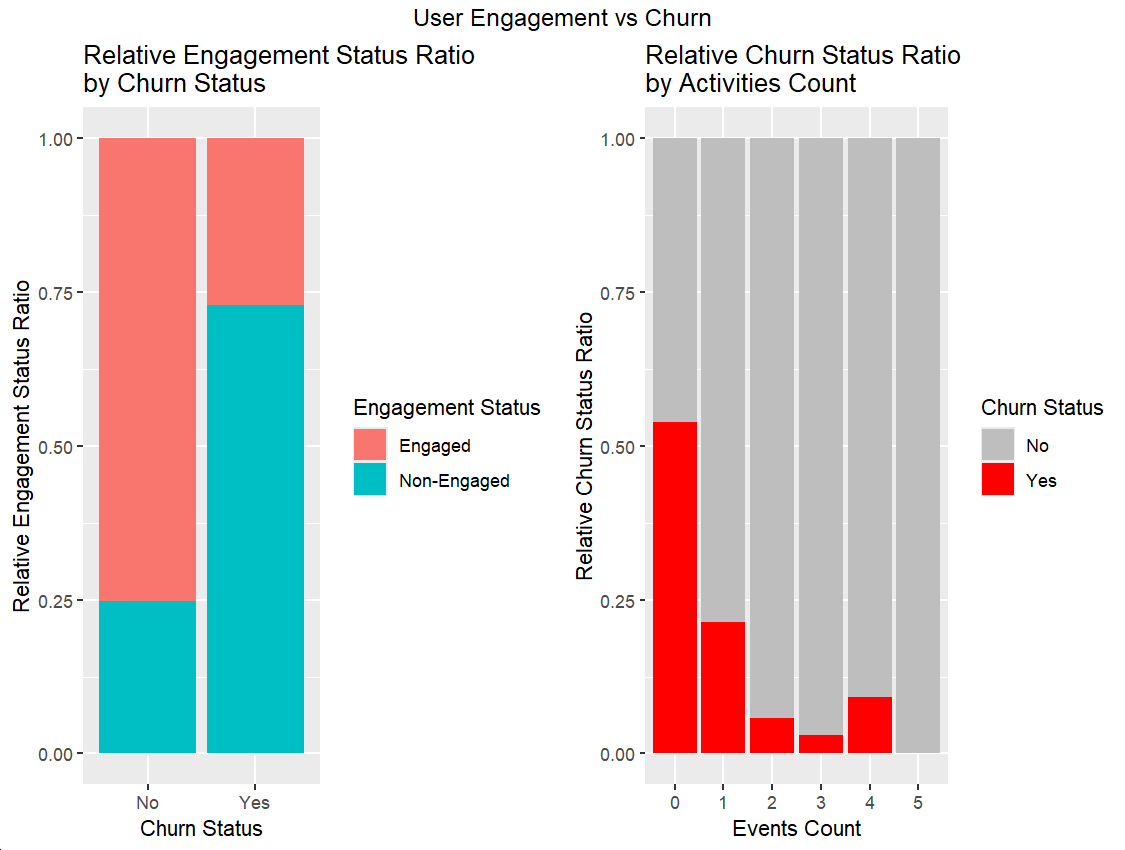 User Engagement vs Churn
Relative Engagement Status Ratio
by Churn Status
Relative Engagement Status Ratio
1.00
0.75
0.50
0.25
0.00
No
Yes
Churn Status
Engagement Status
Engaged
Non-Engaged
Relative Churn Status Ratio
by Activities Count
Relative Churn Status Ratio
1.00
0.75
0.50
0.25
0.00
0
1
2
3
4
5
Events Count
Churn Status
No
Yes